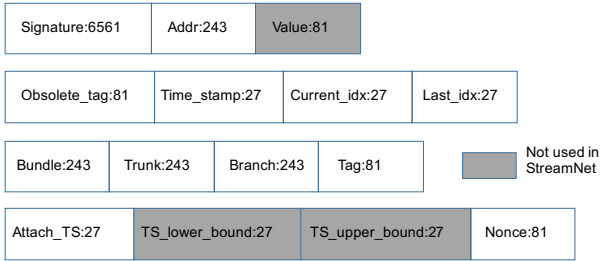 Signature:6561 Addr:243 Value:81
Obsolete_tag:81 Time_stamp:27 Current_idx:27 Last_idx:27
Bundle:243 Trunk:243 Branch:243 Tag:81
Not used in
StreamNet
Attach_TS:27 TS_lower_bound:27 TS_upper_bound:27 Nonce:81